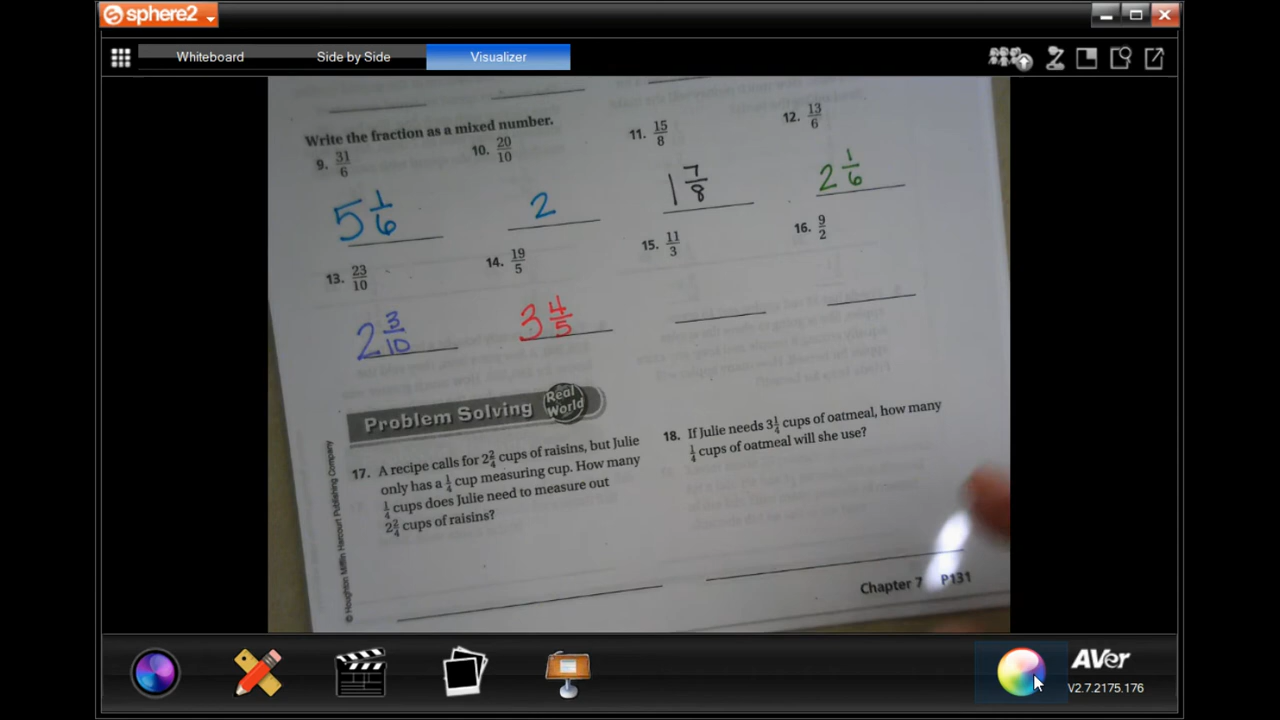 sphere2
Whiteboard Side by Side Visualizer
Write the fraction as a mixed number.
9. 31/6 10. 20/10 11. 15/8 12. 13/6
5 1/6 2 1 7/8 2 1/6
13. 23/10 14. 19/5 15. 11/3 16. 9/2
2 3/10 3 4/5
Problem Solving Real World
17. A recipe calls for 2 2/4 cups of raisins, but Julie
only has a 1/4 cup measuring cup. How many
1/4 cups does Julie need to measure out
2 2/4 cups of raisins?
18. If Julie needs 3 1/4 cups of oatmeal, how many
1/4 cups of oatmeal will she use?
© Houghton Mifflin Harcourt Publishing Company
Chapter 7 P131
AVer
V2.7.2175.176